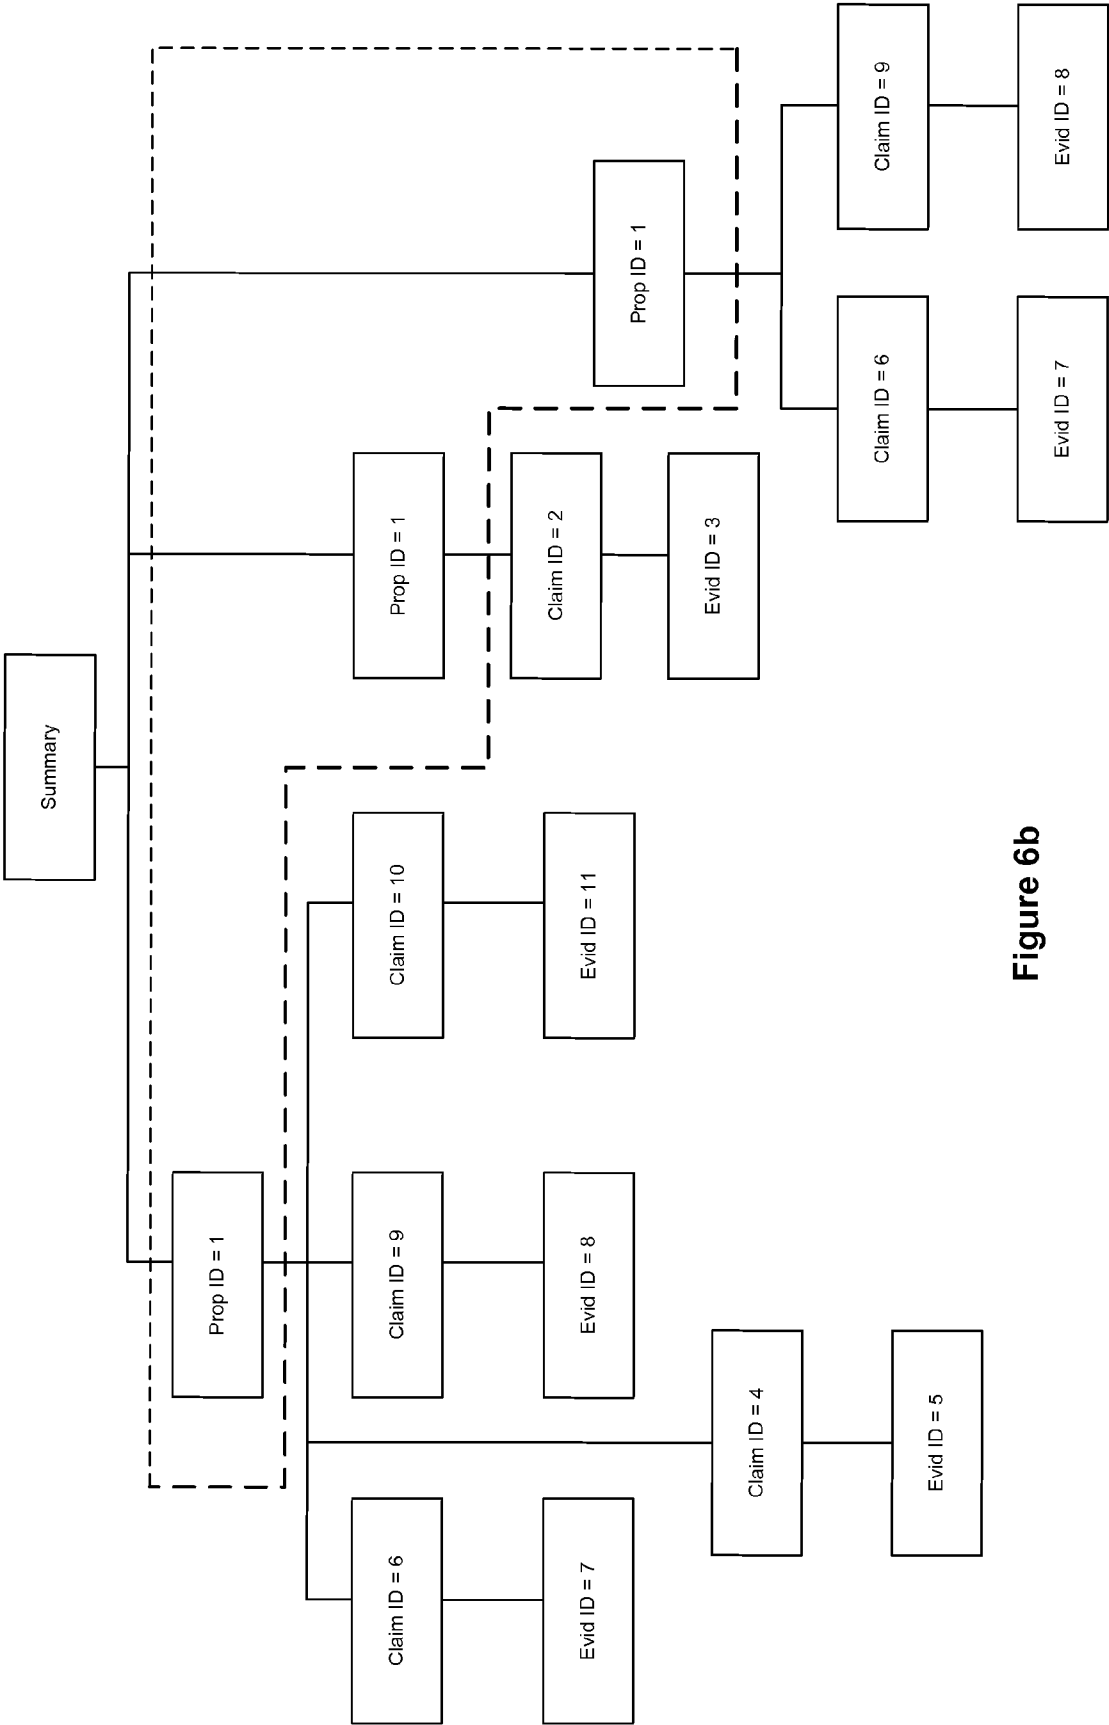 Summary
Prop ID = 1
Prop ID = 1
Prop ID = 1
Claim ID = 6
Claim ID = 9
Claim ID = 10
Claim ID = 2
Evid ID = 7
Evid ID = 8
Evid ID = 11
Evid ID = 3
Claim ID = 4
Claim ID = 6
Claim ID = 9
Evid ID = 5
Evid ID = 7
Evid ID = 8
Figure 6b